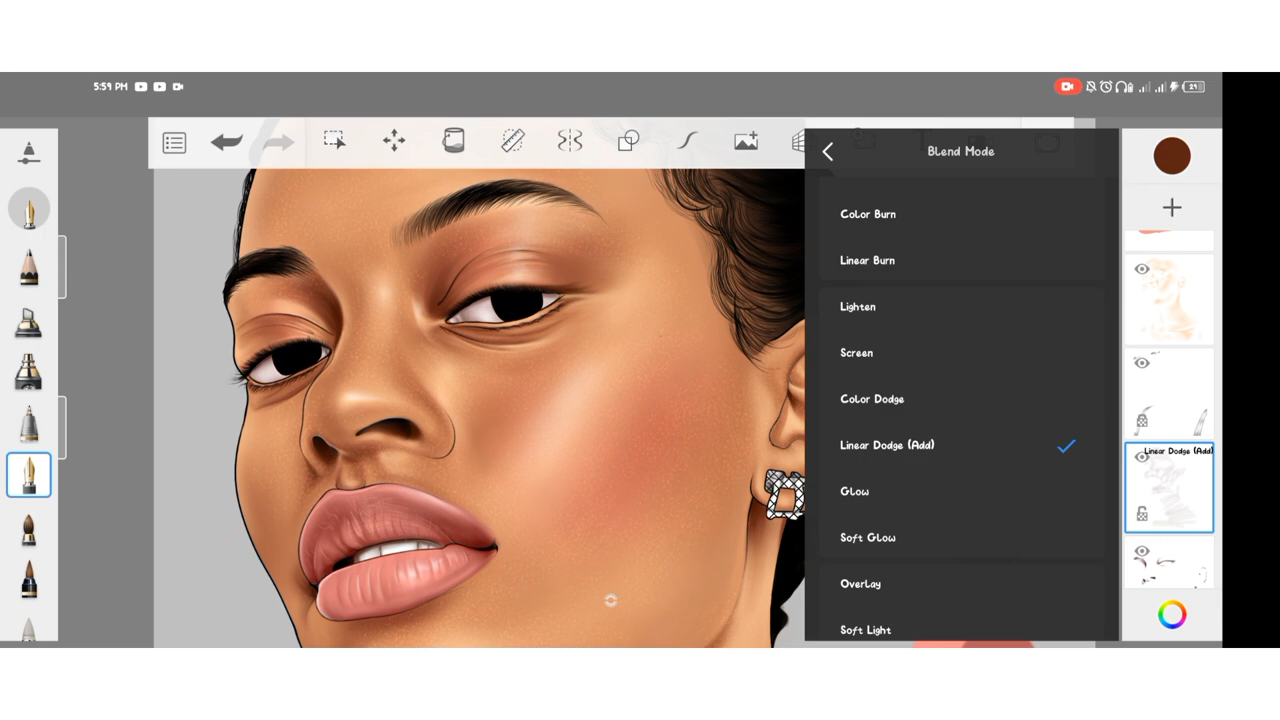 5:59 PM
29
Blend Mode
Color Burn
Linear Burn
Lighten
Screen
Color Dodge
Linear Dodge (Add)
Glow
Soft Glow
Overlay
Soft Light
Linear Dodge (Add)